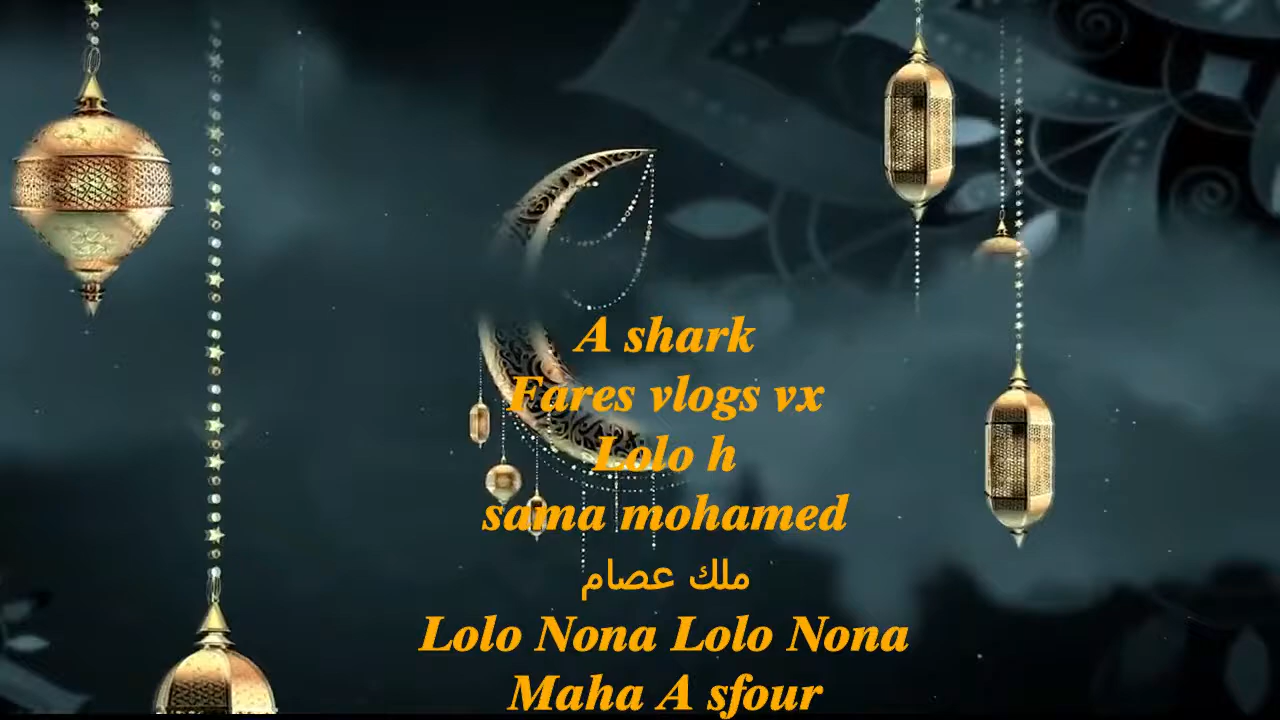 A shark
Fares vlogs vx
Lolo h
sama mohamed
ملك عصام
Lolo Nona Lolo Nona
Maha A sfour